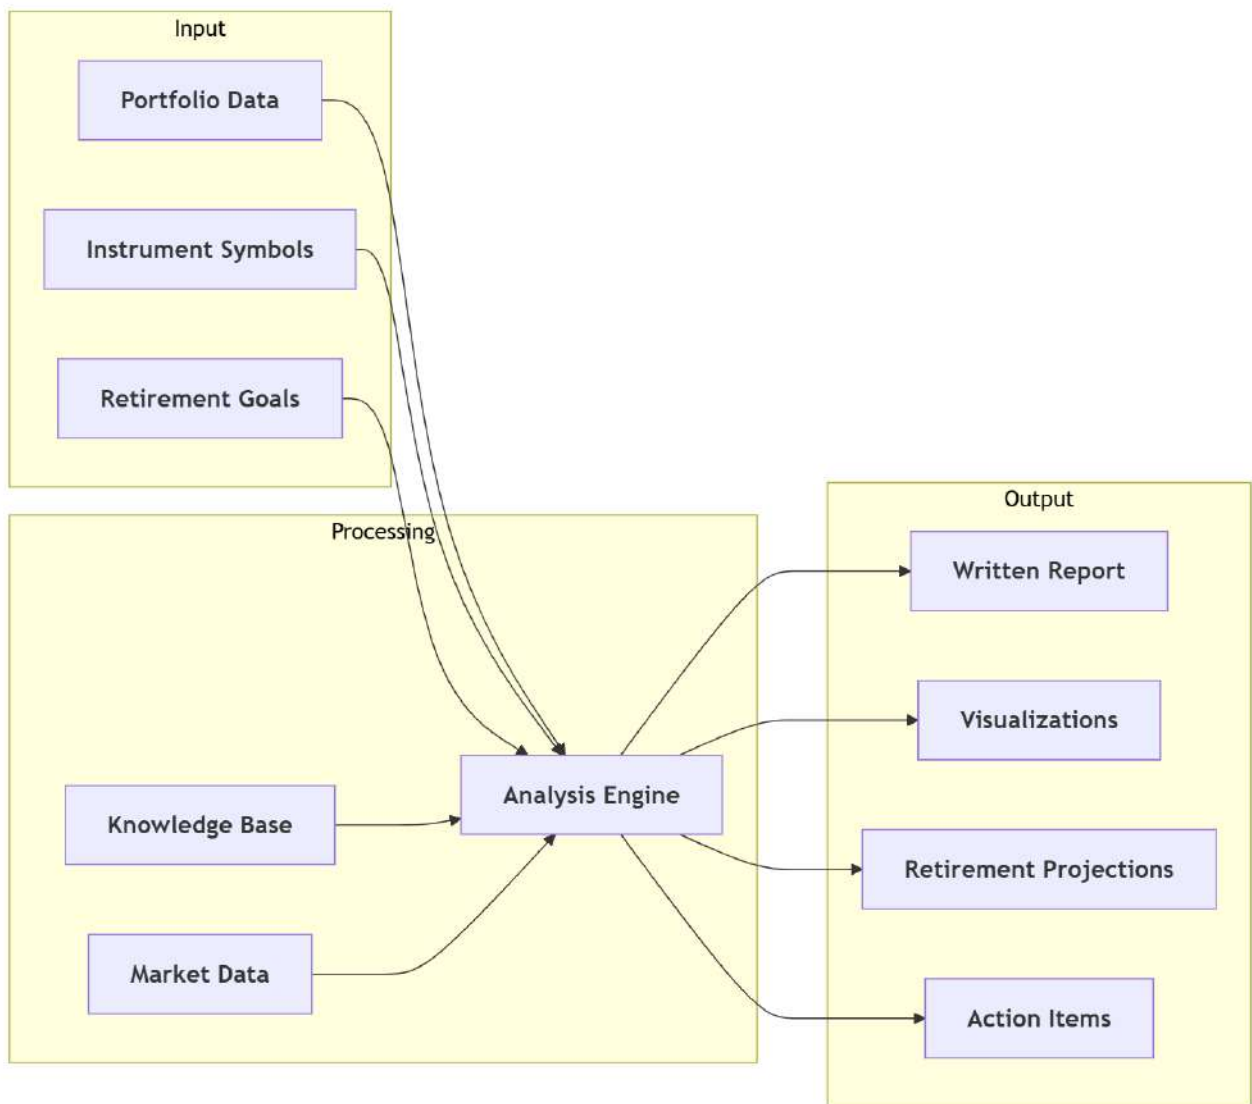 Input
Portfolio Data
Instrument Symbols
Retirement Goals
Processing
Knowledge Base
Market Data
Analysis Engine
Output
Written Report
Visualizations
Retirement Projections
Action Items